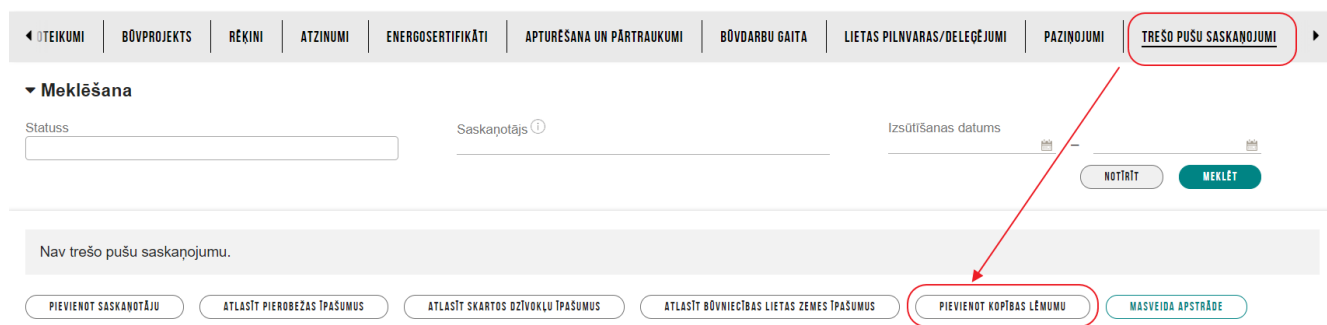 OTEIKUMI BŪVPROJEKTS RĒĶINI ATZINUMI ENERGOSERTIFIKĀTI APTURĒŠANA UN PĀRTRAUKUMI BŪVDARBU GAITA LIETAS PILNVARAS/DELEĢĒJUMI PAZIŅOJUMI TREŠO PUŠU SASKAŅOJUMI
Meklēšana
Statuss Saskaņotājs Izsūtīšanas datums
–
NOTĪRĪT MEKLĒT
Nav trešo pušu saskaņojumu.
PIEVIENOT SASKAŅOTĀJU ATLASĪT PIEROBEŽAS ĪPAŠUMUS ATLASĪT SKARTOS DZĪVOKĻU ĪPAŠUMUS ATLASĪT BŪVNIECĪBAS LIETAS ZEMES ĪPAŠUMUS PIEVIENOT KOPĪBAS LĒMUMU MASVEIDA APSTRĀDE